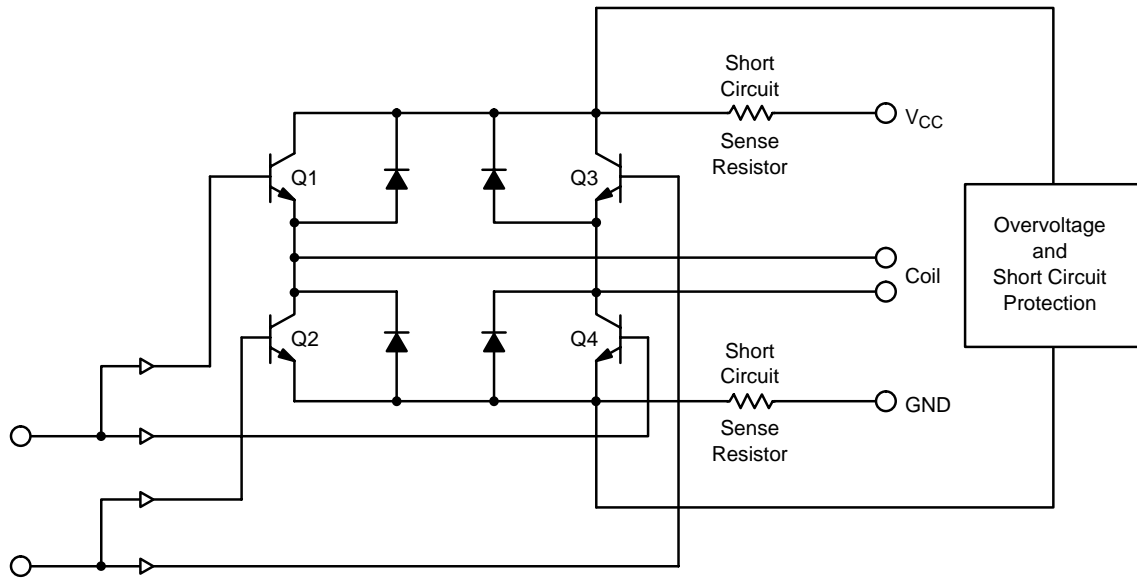 Short
Circuit
Sense
Resistor
V_CC
Q1
Q3
Overvoltage
and
Short Circuit
Protection
Coil
Q2
Q4
Short
Circuit
Sense
Resistor
GND